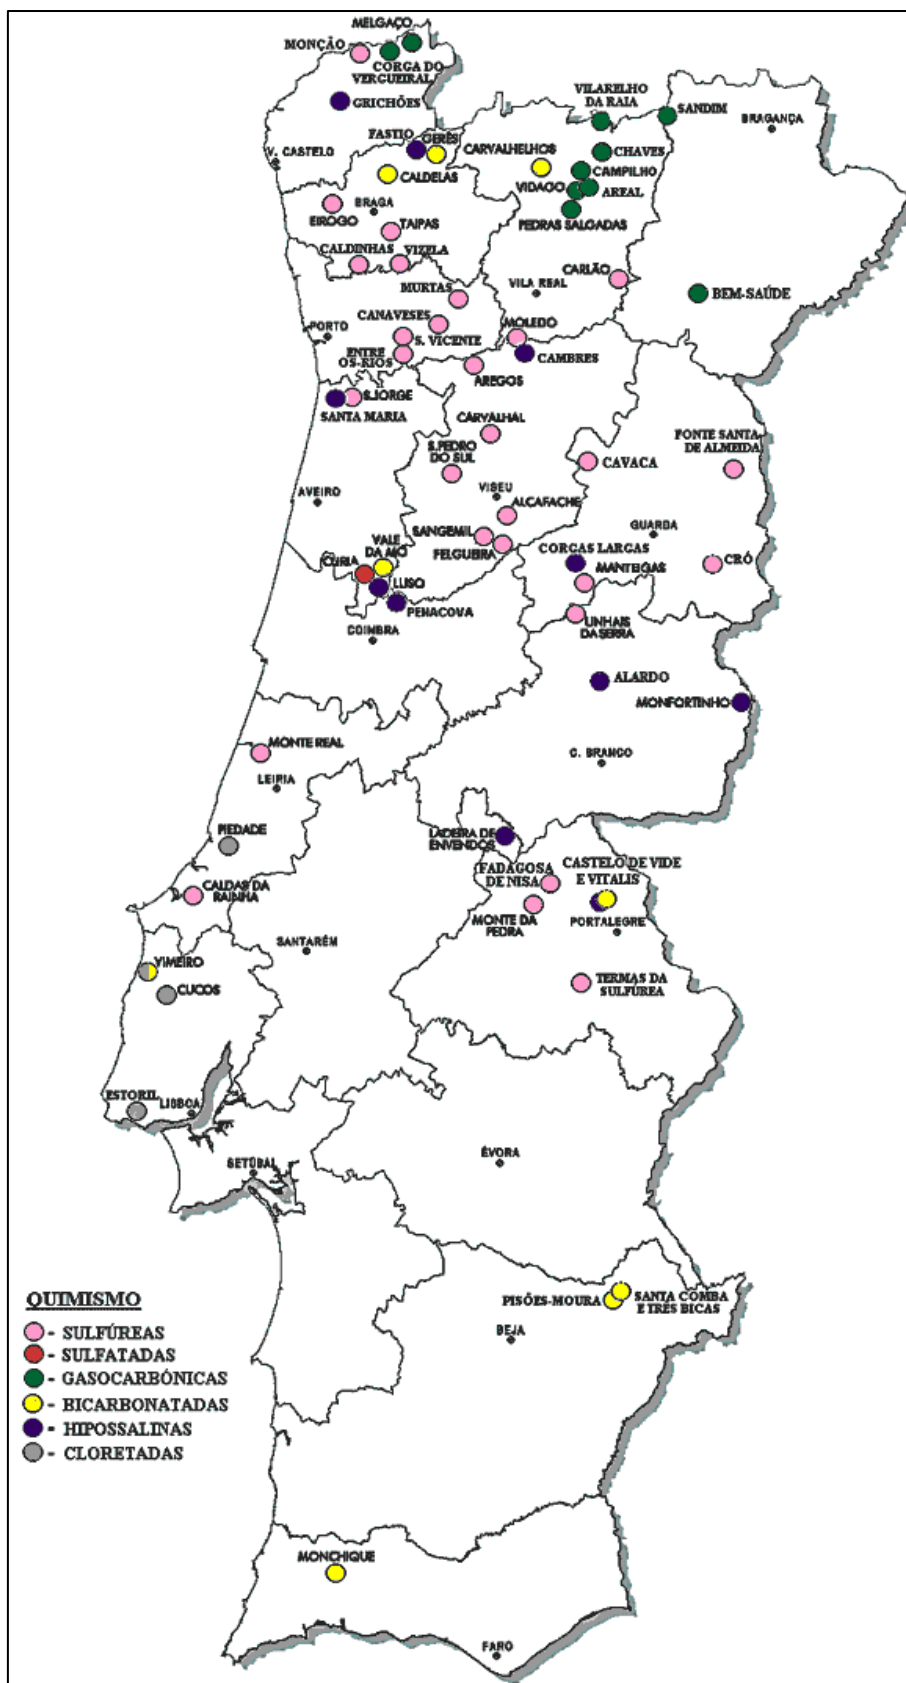 MELGAÇO
MONÇÃO
CORGA DO
VERGUEIRAL
GRICHÕES
VILARELHO
DA RAIA
SANDIM
BRAGANÇA
FASTIO
GERÊS
V. CASTELO
CARVALHELHOS
CHAVES
CAMPILHO
CALDELAS
VIDAGO
AREAL
EIROGO
BRAGA
PEDRAS SALGADAS
TAIPAS
CALDINHAS
VIZELA
MURTAS
VILA REAL
CARLÃO
BEM-SAÚDE
CANAVESES
PORTO
S. VICENTE
MOLEDO
ENTRE
OS-RIOS
CAMBRES
AREGOS
S.JORGE
SANTA MARIA
CARVALHAL
FONTE SANTA
DE ALMEIDA
S.PEDRO
DO SUL
CAVACA
AVEIRO
VISEU
ALCAFACHE
GUARDA
SANGEMIL
VALE
DA MÓ
FELGUEIRA
CORGAS LARGAS
CURIA
MANTEIGAS
CRÓ
LUSO
PENACOVA
UNHAIS
DA SERRA
COIMBRA
ALARDO
MONFORTINHO
MONTE REAL
C. BRANCO
LEIRIA
PIEDADE
LADEIRA DE
ENVENDOS
FADAGOSA
DE NISA
CASTELO DE VIDE
E VITALIS
CALDAS DA
RAINHA
MONTE DA
PEDRA
PORTALEGRE
SANTARÉM
VIMEIRO
CUCOS
TERMAS DA
SULFÚREA
ESTORIL
LISBOA
ÉVORA
SETÚBAL
QUIMISMO
- SULFÚREAS
- SULFATADAS
- GASOCARBÓNICAS
- BICARBONATADAS
- HIPOSSALINAS
- CLORETADAS
PISÕES-MOURA
SANTA COMBA
E TRÊS BICAS
BEJA
MONCHIQUE
FARO